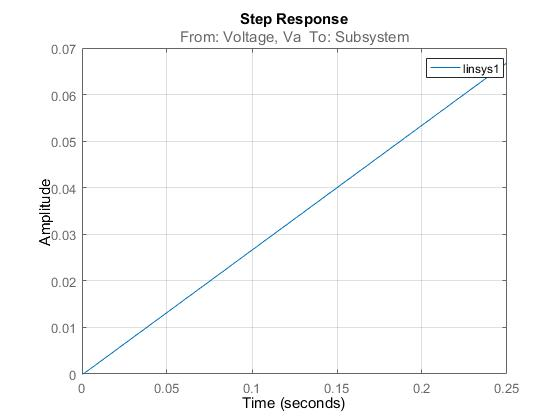 Step Response
From: Voltage, Va To: Subsystem
0.07
0.06
0.05
0.04
0.03
0.02
0.01
0
Amplitude
linsys1
0
0.05
0.1
0.15
0.2
0.25
Time (seconds)